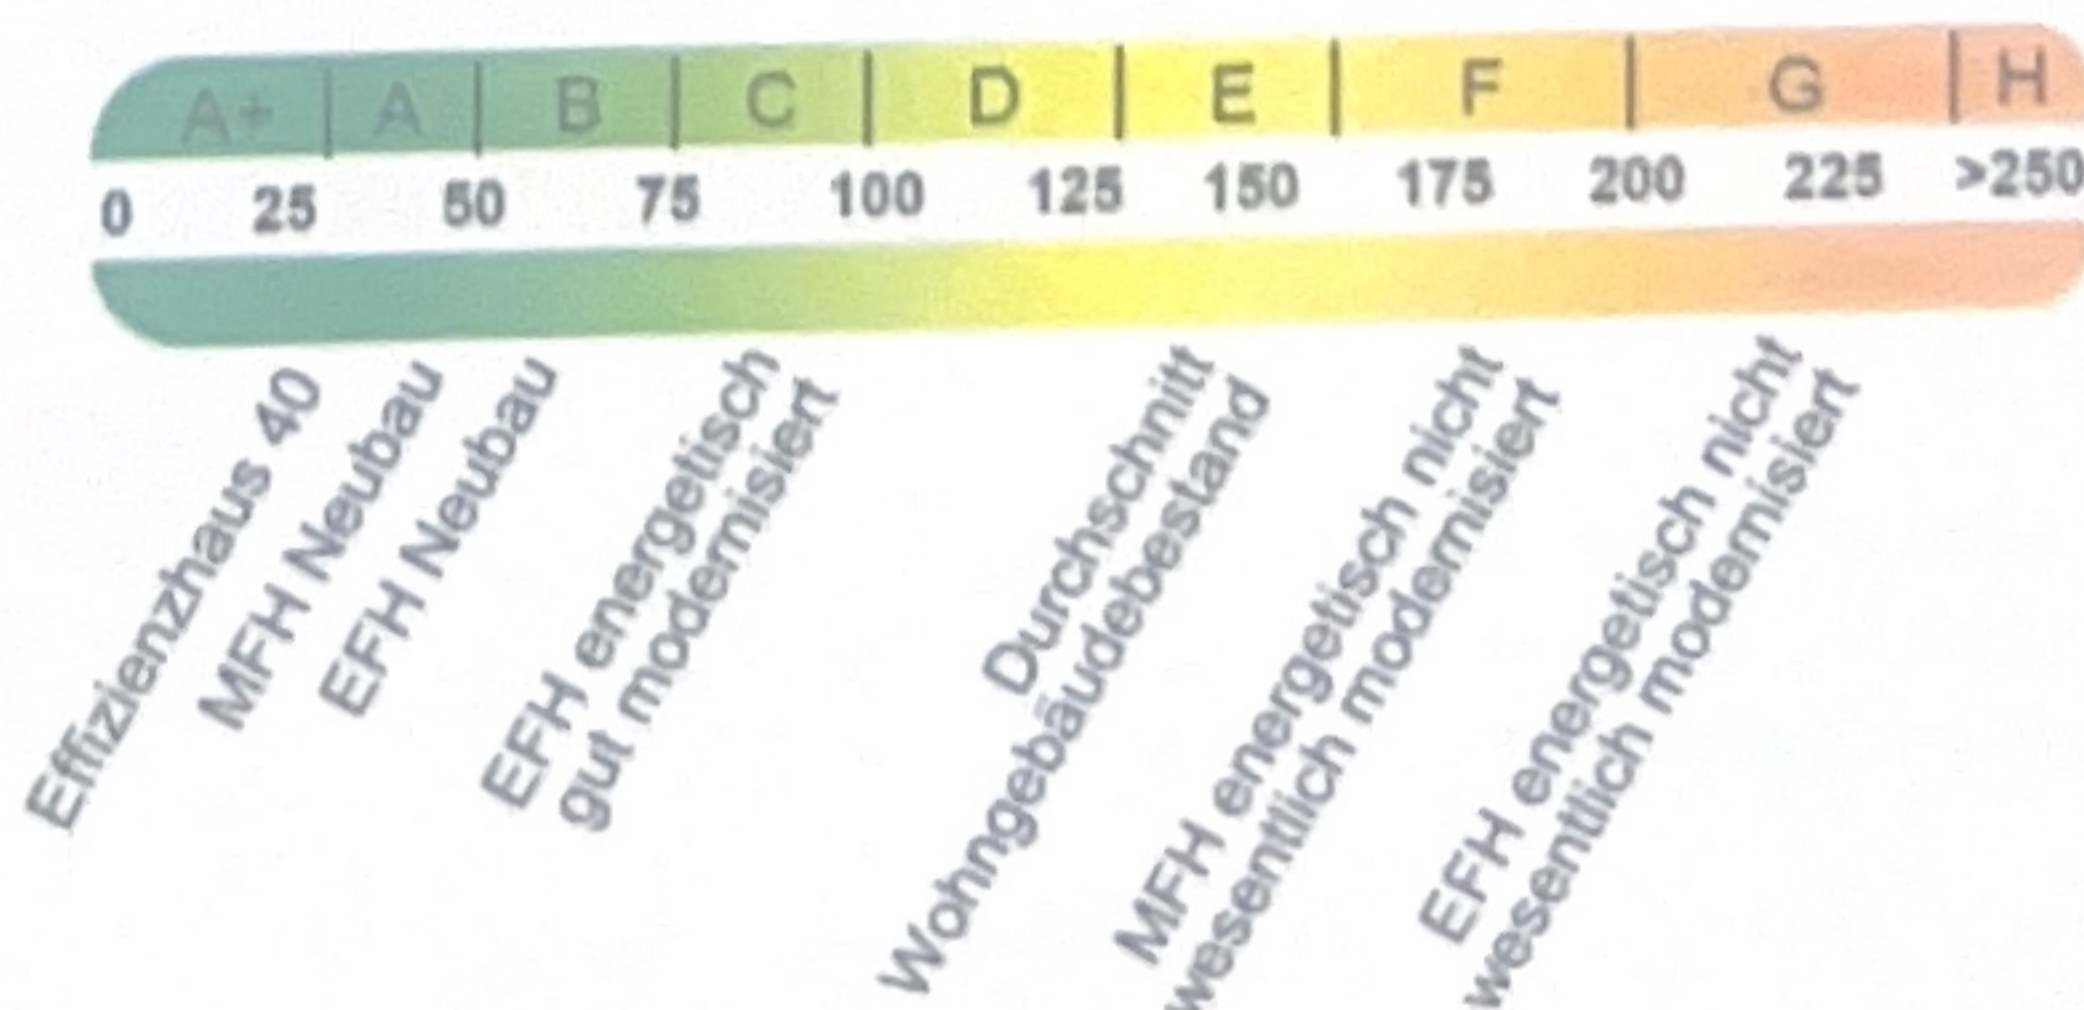 A+ A B C D E F G H
0 25 50 75 100 125 150 175 200 225 >250
Effizienzhaus 40
MFH Neubau
EFH Neubau
EFH energetisch
gut modernisiert
Durchschnitt
Wohngebäudebestand
MFH energetisch nicht
wesentlich modernisiert
EFH energetisch nicht
wesentlich modernisiert